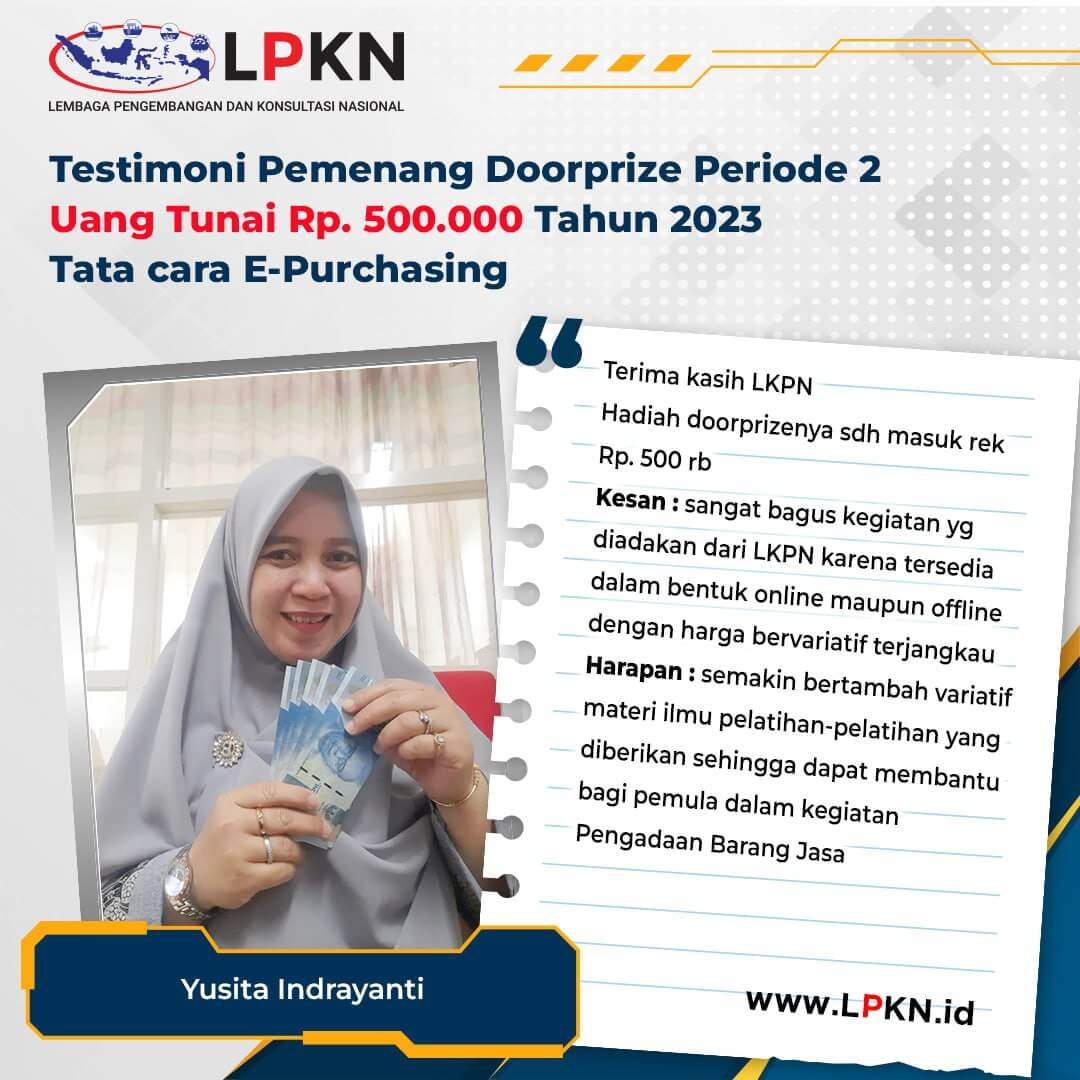 LPKN
LEMBAGA PENGEMBANGAN DAN KONSULTASI NASIONAL
Testimoni Pemenang Doorprize Periode 2
Uang Tunai Rp. 500.000 Tahun 2023
Tata cara E-Purchasing
Terima kasih LKPN
Hadiah doorprizenya sdh masuk rek
Rp. 500 rb
Kesan : sangat bagus kegiatan yg
diadakan dari LKPN karena tersedia
dalam bentuk online maupun offline
dengan harga bervariatif terjangkau
Harapan : semakin bertambah variatif
materi ilmu pelatihan-pelatihan yang
diberikan sehingga dapat membantu
bagi pemula dalam kegiatan
Pengadaan Barang Jasa
Yusita Indrayanti
www.LPKN.id